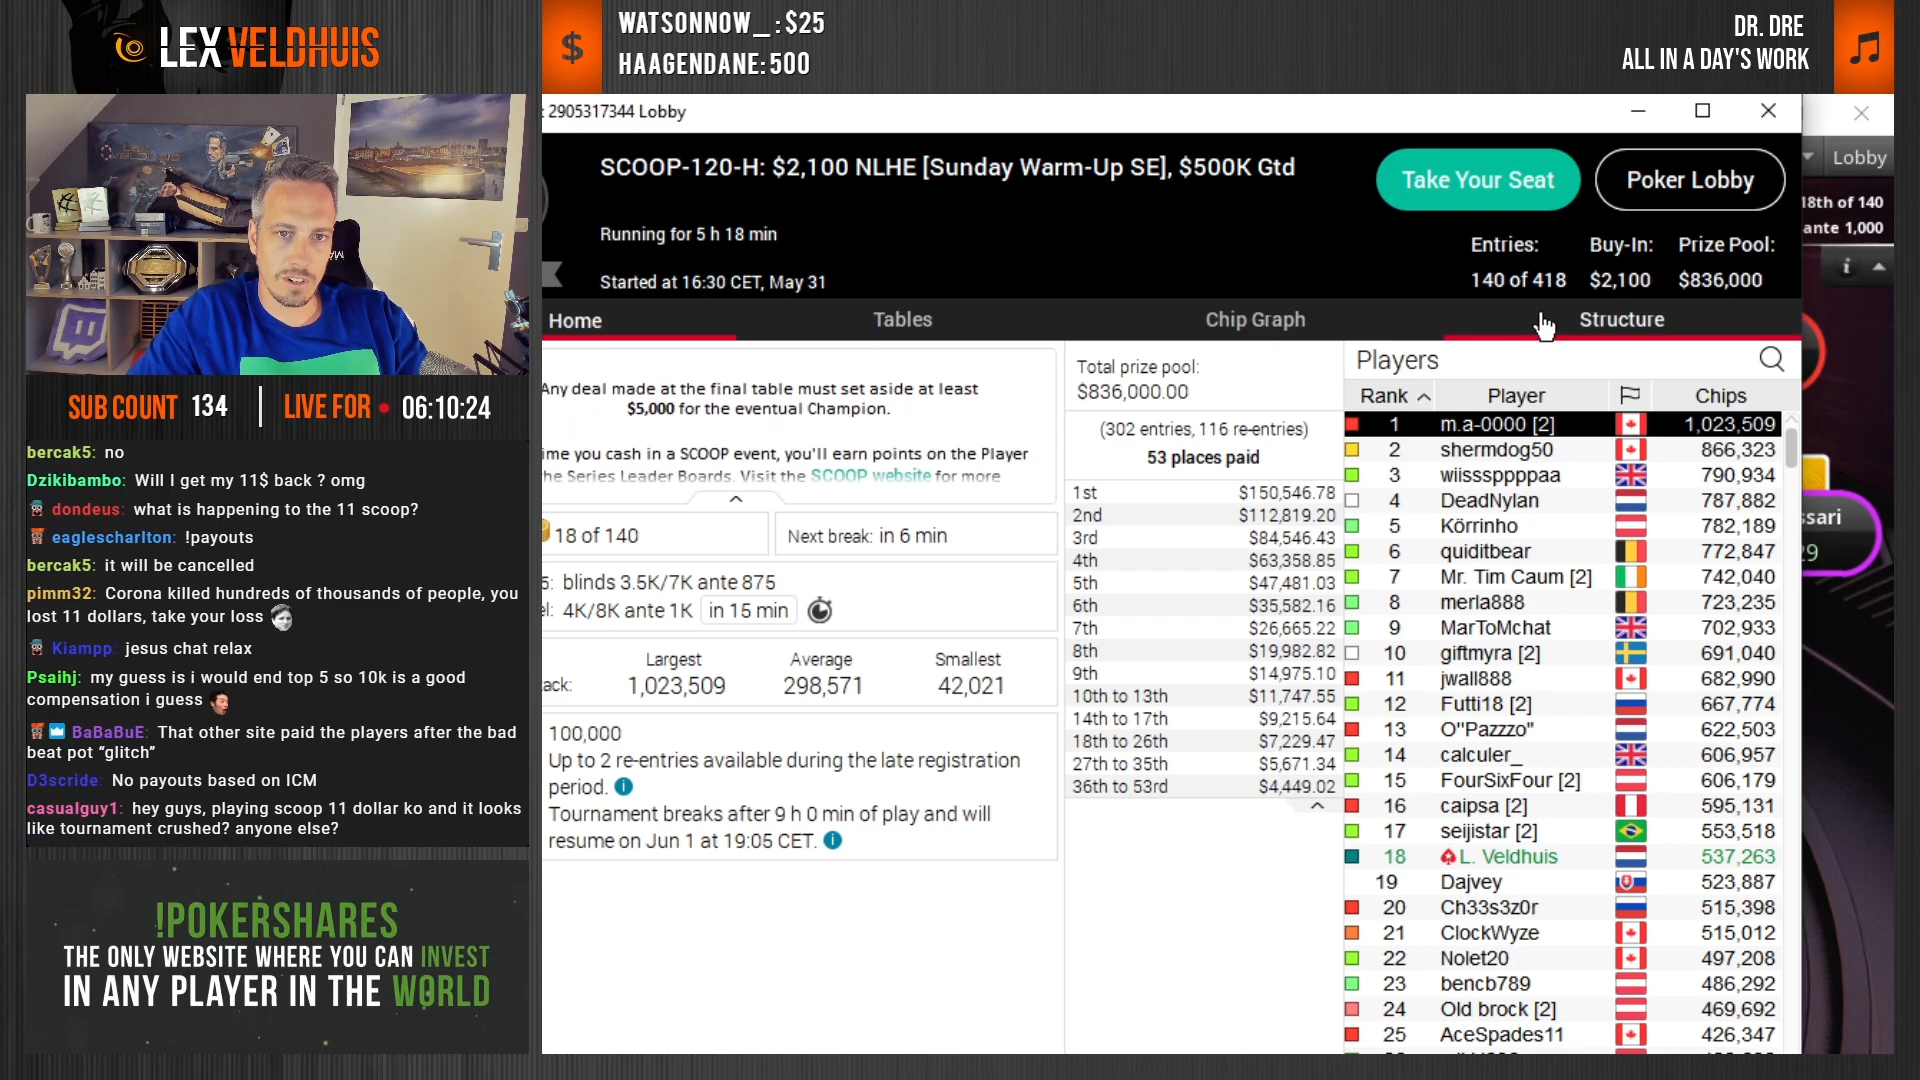 LEX VELDHUIS
$
WATSONNOW_: $25
HAAGENDANE: 500
DR. DRE
ALL IN A DAY'S WORK
SUB COUNT 134 LIVE FOR 06:10:24
bercak5: no
Dzikibambo: Will I get my 11$ back ? omg
dondeus: what is happening to the 11 scoop?
eaglescharlton: !payouts
bercak5: it will be cancelled
pimm32: Corona killed hundreds of thousands of people, you
lost 11 dollars, take your loss
Kiampp: jesus chat relax
Psaihj: my guess is i would end top 5 so 10k is a good
compensation i guess
BaBaBuE: That other site paid the players after the bad
beat pot “glitch”
D3scride: No payouts based on ICM
casualguy1: hey guys, playing scoop 11 dollar ko and it looks
like tournament crushed? anyone else?
!POKERSHARES
THE ONLY WEBSITE WHERE YOU CAN INVEST
IN ANY PLAYER IN THE WORLD
: 2905317344 Lobby
SCOOP-120-H: $2,100 NLHE [Sunday Warm-Up SE], $500K Gtd
Take Your Seat
Poker Lobby
Running for 5 h 18 min
Started at 16:30 CET, May 31
Entries: Buy-In: Prize Pool:
140 of 418 $2,100 $836,000
Home Tables Chip Graph Structure
Any deal made at the final table must set aside at least
$5,000 for the eventual Champion.
ime you cash in a SCOOP event, you'll earn points on the Player
he Series Leader Boards. Visit the SCOOP website for more
18 of 140
Next break: in 6 min
5: blinds 3.5K/7K ante 875
el: 4K/8K ante 1K in 15 min
Largest Average Smallest
ack: 1,023,509 298,571 42,021
100,000
Up to 2 re-entries available during the late registration
period.
Tournament breaks after 9 h 0 min of play and will
resume on Jun 1 at 19:05 CET.
Total prize pool:
$836,000.00
(302 entries, 116 re-entries)
53 places paid
1st $150,546.78
2nd $112,819.20
3rd $84,546.43
4th $63,358.85
5th $47,481.03
6th $35,582.16
7th $26,665.22
8th $19,982.82
9th $14,975.10
10th to 13th $11,747.55
14th to 17th $9,215.64
18th to 26th $7,229.47
27th to 35th $5,671.34
36th to 53rd $4,449.02
Players
Rank Player Chips
1 m.a-0000 [2] 1,023,509
2 shermdog50 866,323
3 wiissppppaa 790,934
4 DeadNylan 787,882
5 Körrinho 782,189
6 quiditbear 772,847
7 Mr. Tim Caum [2] 742,040
8 merla888 723,235
9 MarToMchat 702,933
10 giftmyra [2] 691,040
11 jwall888 682,990
12 Futti18 [2] 667,774
13 O"Pazzzo" 622,503
14 calculer_ 606,957
15 FourSixFour [2] 606,179
16 caipsa [2] 595,131
17 seijistar [2] 553,518
18 L. Veldhuis 537,263
19 Dajvey 523,887
20 Ch33s3z0r 515,398
21 ClockWyze 515,012
22 Nolet20 497,208
23 bencb789 486,292
24 Old brock [2] 469,692
25 AceSpades11 426,347
Lobby
18th of 140
ante 1,000
ssari
29